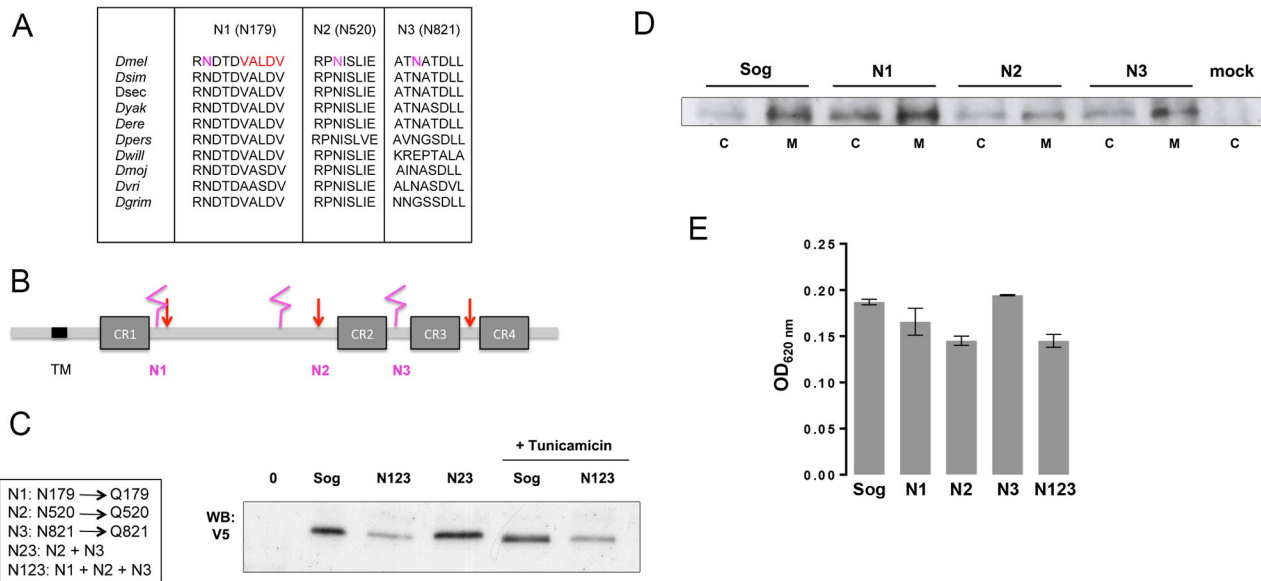 A
N1 (N179) N2 (N520) N3 (N821)
Dmel RNDTDVALDV RPNISLIE ATNATDLL
Dsim RNDTDVALDV RPNISLIE ATNATDLL
Dsec RNDTDVALDV RPNISLIE ATNATDLL
Dyak RNDTDVALDV RPNISLIE ATNASDLL
Dere RNDTDVALDV RPNISLIE ATNATDLL
Dpers RNDTDVALDV RPNISLVE AVNGSDLL
Dwill RNDTDVALDV RPNISLIE KREPTALA
Dmoj RNDTDVASDV RPNISLIE AINASDLL
Dvri RNDTDAASDV RPNISLIE ALNASDVL
Dgrim RNDTDVALDV RPNISLIE NNGSSDLL
B
CR1 CR2 CR3 CR4
TM N1 N2 N3
C
N1: N179 → Q179
N2: N520 → Q520
N3: N821 → Q821
N23: N2 + N3
N123: N1 + N2 + N3
+ Tunicamicin
0 Sog N123 N23 Sog N123
WB:
V5
D
Sog N1 N2 N3 mock
C M C M C M C M C
E
OD620 nm
0.25
0.20
0.15
0.10
0.05
0.00
Sog N1 N2 N3 N123